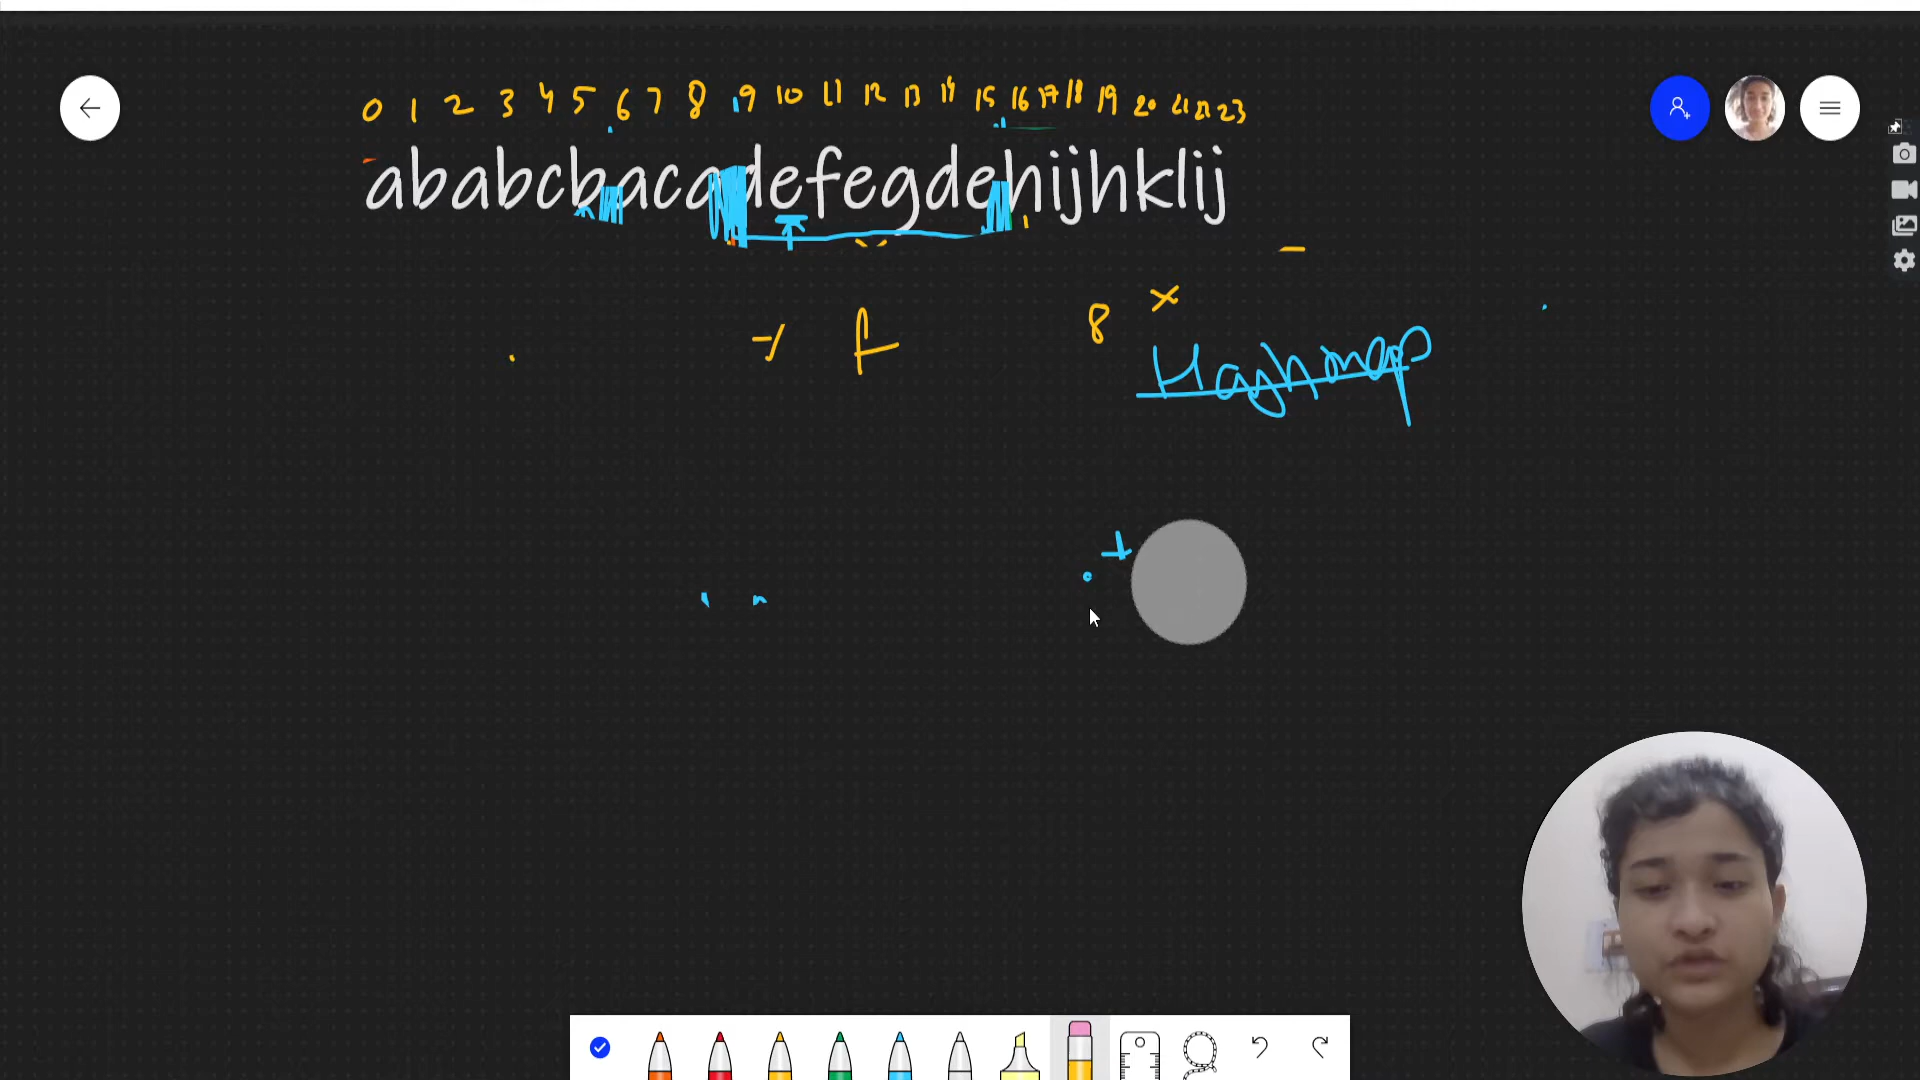 0 1 2 3 4 5 6 7 8 9 10 11 12 13 14 15 16 17 18 19 20 21 22 23
ababcbacadefegdehijhklij
f 8 x
Hashmap